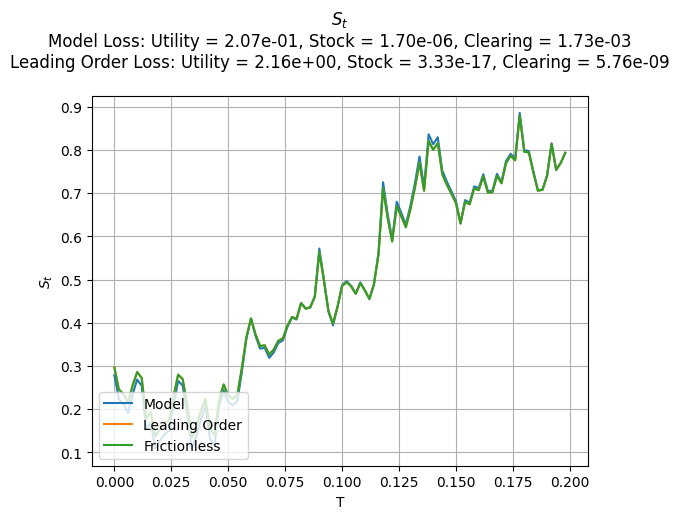 S_t
Model Loss: Utility = 2.07e-01, Stock = 1.70e-06, Clearing = 1.73e-03
Leading Order Loss: Utility = 2.16e+00, Stock = 3.33e-17, Clearing = 5.76e-09
0.9
0.8
0.7
0.6
0.5
0.4
0.3
0.2
0.1
S_t
Model
Leading Order
Frictionless
0.000
0.025
0.050
0.075
0.100
0.125
0.150
0.175
0.200
T